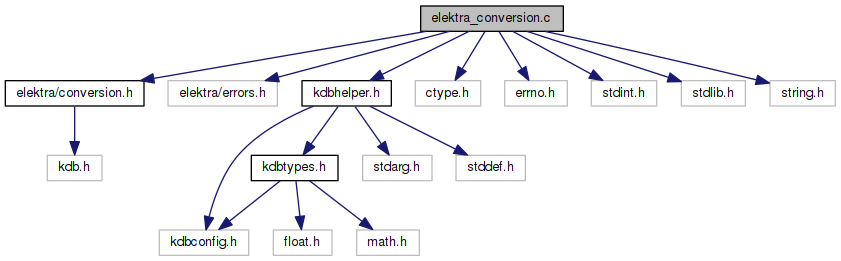 elektra_conversion.c
elektra/conversion.h
elektra/errors.h
kdbhelper.h
ctype.h
errno.h
stdint.h
stdlib.h
string.h
kdb.h
kdbtypes.h
stdarg.h
stddef.h
kdbconfig.h
float.h
math.h